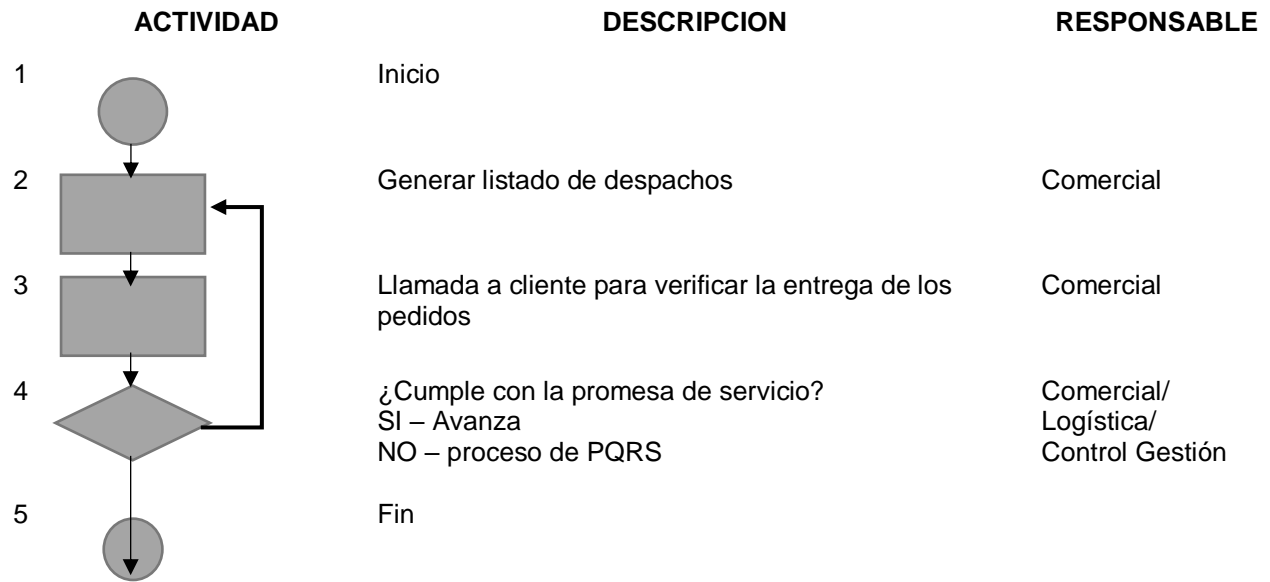 ACTIVIDAD DESCRIPCION RESPONSABLE
1 Inicio
2 Generar listado de despachos Comercial
3 Llamada a cliente para verificar la entrega de los Comercial
pedidos
4 ¿Cumple con la promesa de servicio? Comercial/
SI – Avanza Logística/
NO – proceso de PQRS Control Gestión
5 Fin